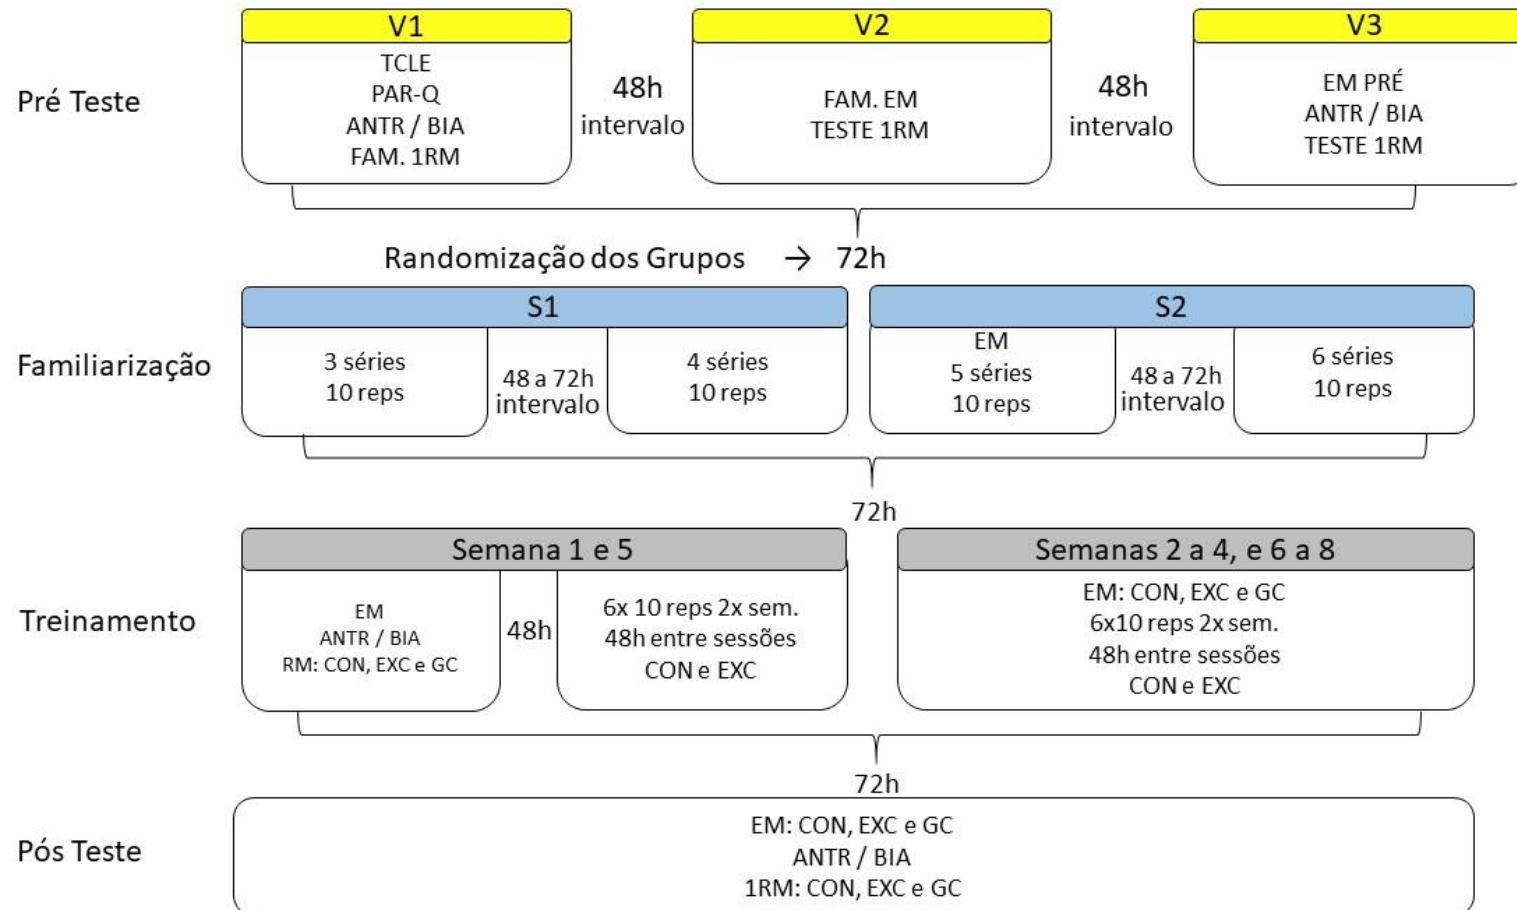 V1
V2
V3
Pré Teste
TCLE
PAR-Q
ANTR / BIA
FAM. 1RM
48h
intervalo
FAM. EM
TESTE 1RM
48h
intervalo
EM PRÉ
ANTR / BIA
TESTE 1RM
Randomização dos Grupos → 72h
S1
S2
Familiarização
3 séries
10 reps
48 a 72h
intervalo
4 séries
10 reps
EM
5 séries
10 reps
48 a 72h
intervalo
6 séries
10 reps
72h
Semana 1 e 5
Semanas 2 a 4, e 6 a 8
Treinamento
EM
ANTR / BIA
RM: CON, EXC e GC
48h
6x 10 reps 2x sem.
48h entre sessões
CON e EXC
EM: CON, EXC e GC
6x10 reps 2x sem.
48h entre sessões
CON e EXC
72h
Pós Teste
EM: CON, EXC e GC
ANTR / BIA
1RM: CON, EXC e GC